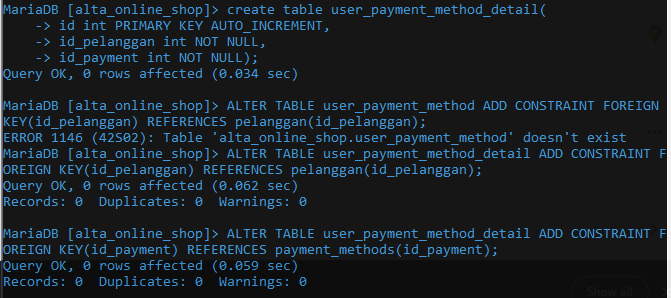 MariaDB [alta_online_shop]> create table user_payment_method_detail(
    -> id int PRIMARY KEY AUTO_INCREMENT,
    -> id_pelanggan int NOT NULL,
    -> id_payment int NOT NULL);
Query OK, 0 rows affected (0.034 sec)

MariaDB [alta_online_shop]> ALTER TABLE user_payment_method ADD CONSTRAINT FOREIGN
KEY(id_pelanggan) REFERENCES pelanggan(id_pelanggan);
ERROR 1146 (42S02): Table 'alta_online_shop.user_payment_method' doesn't exist
MariaDB [alta_online_shop]> ALTER TABLE user_payment_method_detail ADD CONSTRAINT F
OREIGN KEY(id_pelanggan) REFERENCES pelanggan(id_pelanggan);
Query OK, 0 rows affected (0.062 sec)
Records: 0  Duplicates: 0  Warnings: 0

MariaDB [alta_online_shop]> ALTER TABLE user_payment_method_detail ADD CONSTRAINT F
OREIGN KEY(id_payment) REFERENCES payment_methods(id_payment);
Query OK, 0 rows affected (0.059 sec)
Records: 0  Duplicates: 0  Warnings: 0
Show all